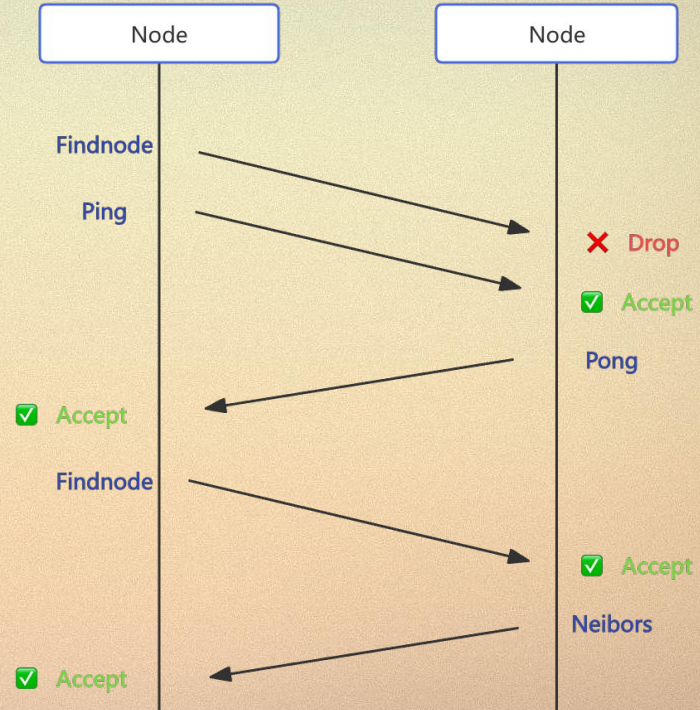 Node
Node
Findnode
Ping
Drop
Accept
Pong
Accept
Findnode
Accept
Neibors
Accept